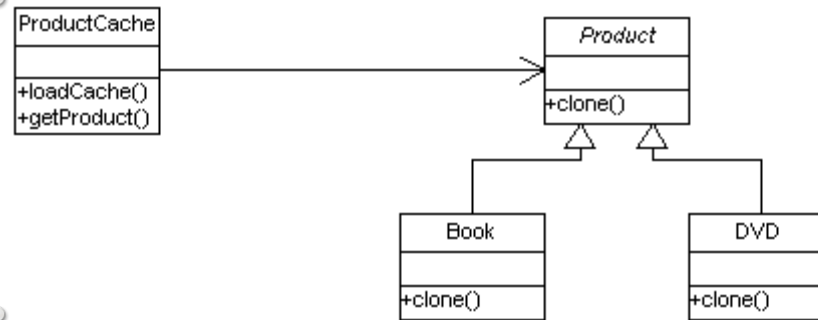 ProductCache
+loadCache()
+getProduct()
Product
+clone()
Book
+clone()
DVD
+clone()